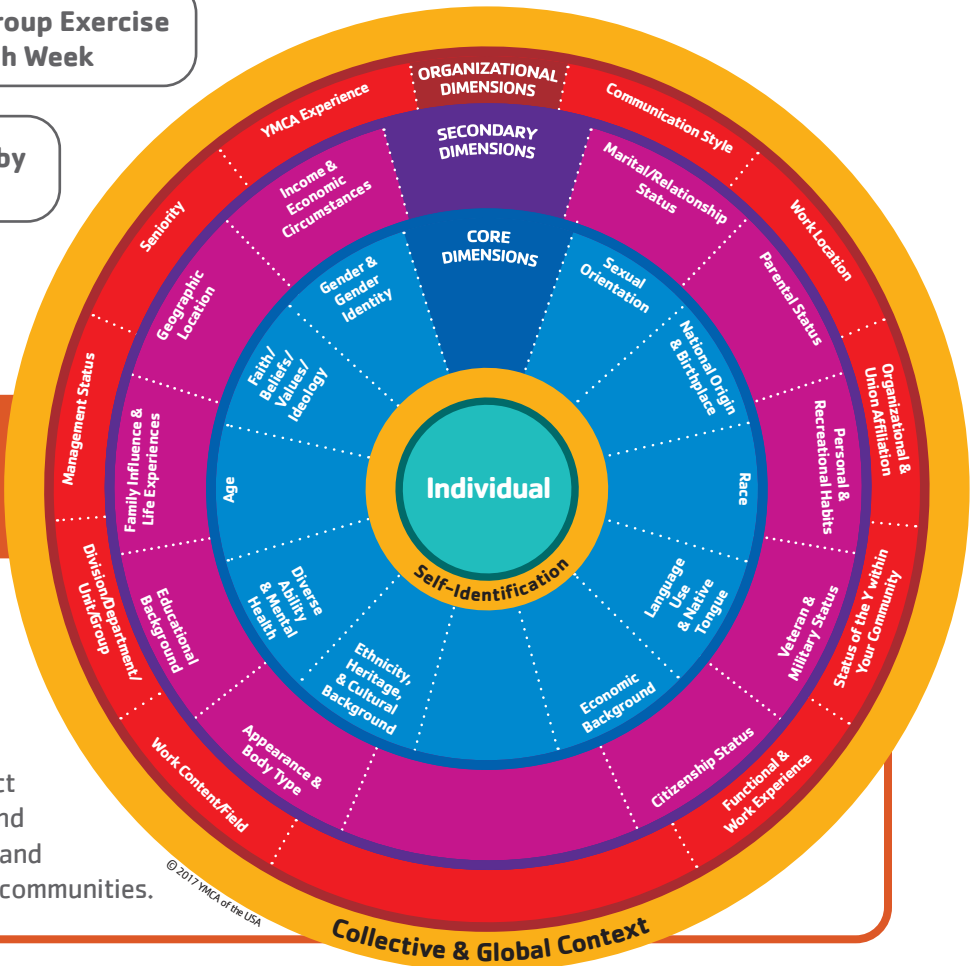 roup Exercise
h Week
by
ORGANIZATIONAL
DIMENSIONS
Communication Style
Work Location
Organizational &
Union Affiliation
Status of the Y within
Your Community
Functional &
Work Experience
Work Content/Field
Division/Department/
Unit/Group
Management Status
Seniority
YMCA Experience
SECONDARY
DIMENSIONS
Marital/Relationship
Status
Parental Status
Personal &
Recreational Habits
Veteran &
Military Status
Citizenship Status
Appearance &
Body Type
Educational
Background
Family Influence &
Life Experiences
Geographic
Location
Income &
Economic
Circumstances
CORE
DIMENSIONS
Sexual
Orientation
National Origin
& Birthplace
Race
Language
Use
& Native
Tongue
Economic
Background
Ethnicity,
Heritage,
& Cultural
Background
Diverse
Ability
& Mental
Health
Age
Faith/
Beliefs/
Values/
Ideology
Gender &
Gender
Identity
Individual
Self-Identification
ct
nd
and
communities.
© 2017 YMCA of the USA
Collective & Global Context